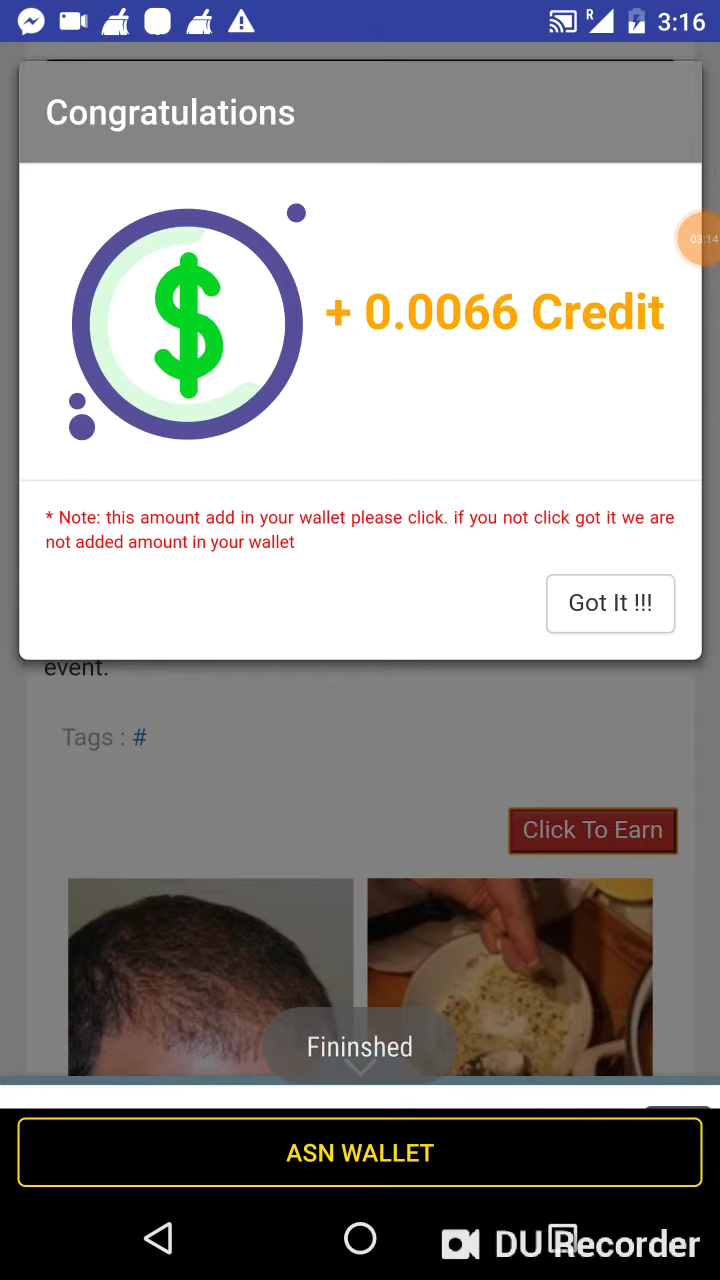 R
3:16
Congratulations
03:14
+ 0.0066 Credit
* Note: this amount add in your wallet please click. if you not click got it we are
not added amount in your wallet
Got It !!!
event.
Tags : #
Click To Earn
Fininshed
ASN WALLET
DU Recorder